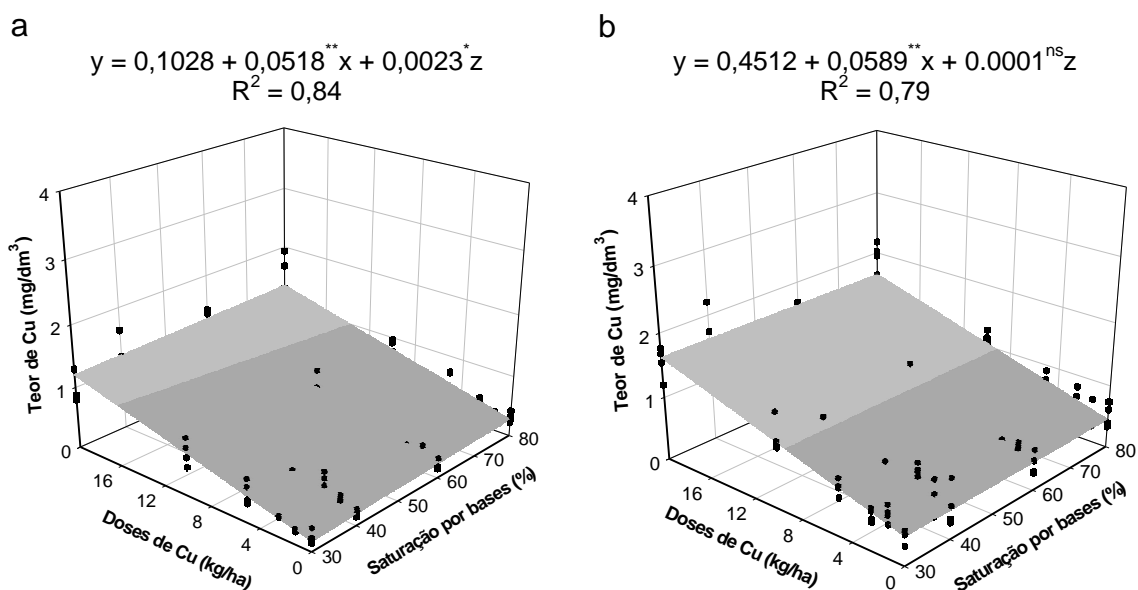 a
y = 0,1028 + 0,0518**x + 0,0023*z
R² = 0,84
4
3
2
1
0
Teor de Cu (mg/dm³)
16
12
8
4
0
Doses de Cu (kg/ha)
30
40
50
60
70
80
Saturação por bases (%)
b
y = 0,4512 + 0,0589**x + 0.0001ⁿˢz
R² = 0,79
4
3
2
1
0
Teor de Cu (mg/dm³)
16
12
8
4
0
Doses de Cu (kg/ha)
30
40
50
60
70
80
Saturação por bases (%)